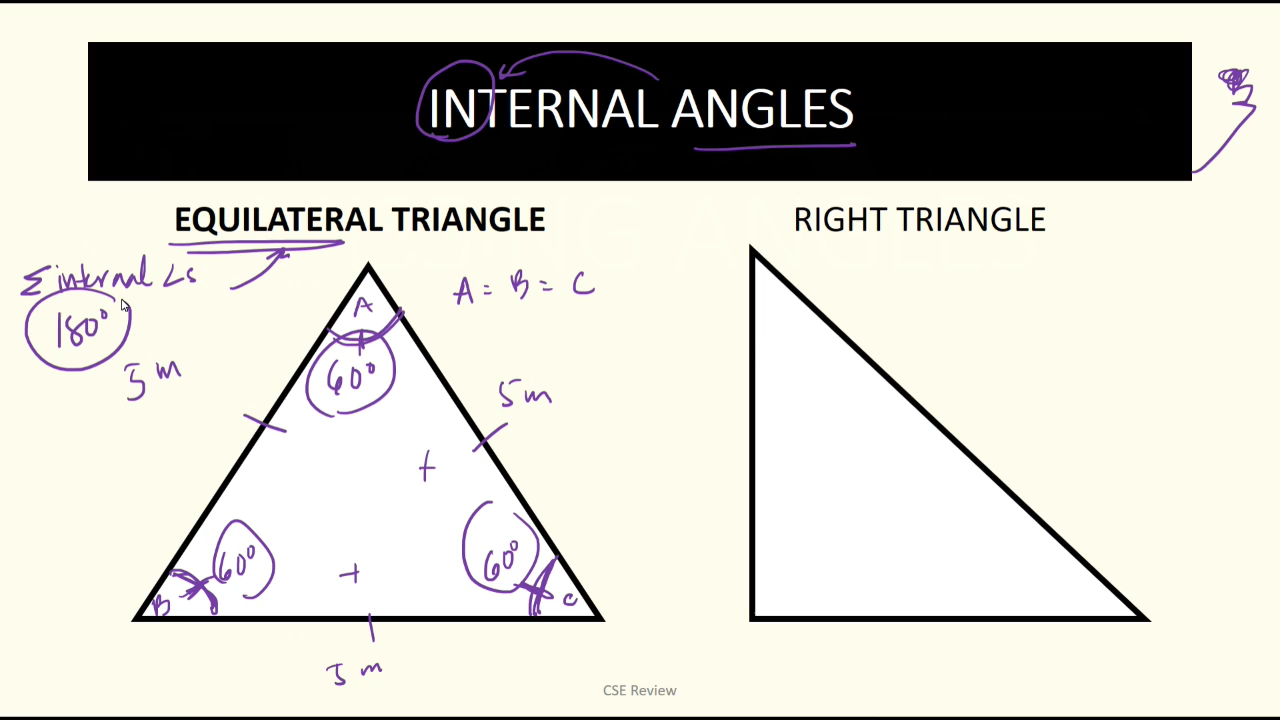 INTERNAL ANGLES
EQUILATERAL TRIANGLE
RIGHT TRIANGLE
Σ internal ∠s
180°
A = B = C
A
60°
5 m
5 m
+
60°
60°
+
B
C
5 m
CSE Review